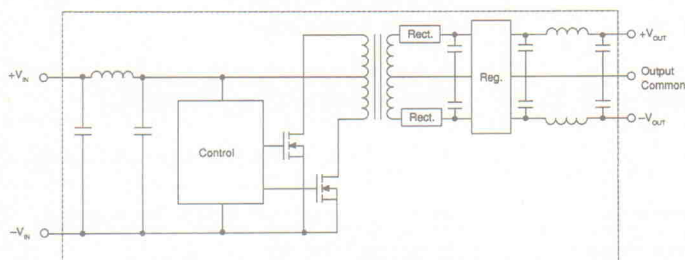 Rect.
+VOUT
+VIN
Reg.
Output
Common
Rect.
-VOUT
Control
-VIN